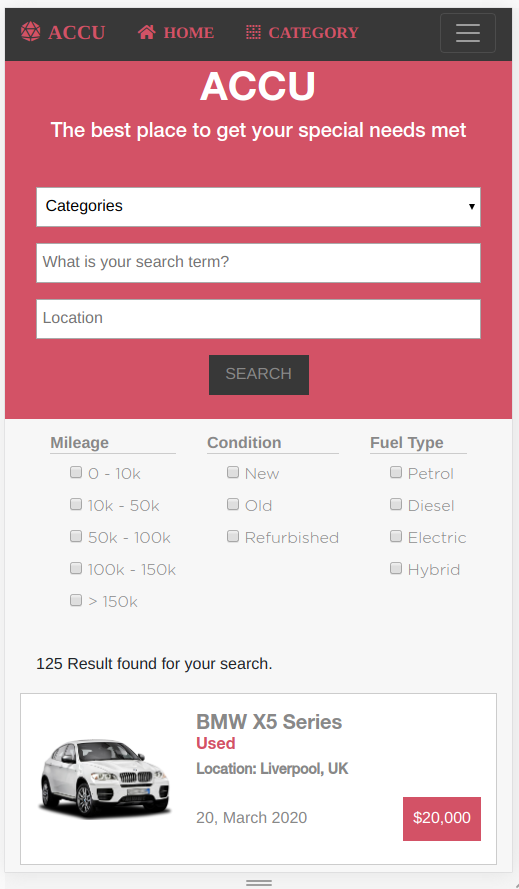 ACCU HOME CATEGORY
ACCU
The best place to get your special needs met
Categories
What is your search term?
Location
SEARCH
Mileage Condition Fuel Type
0 - 10k New Petrol
10k - 50k Old Diesel
50k - 100k Refurbished Electric
100k - 150k Hybrid
> 150k
125 Result found for your search.
BMW X5 Series
Used
Location: Liverpool, UK
20, March 2020 $20,000